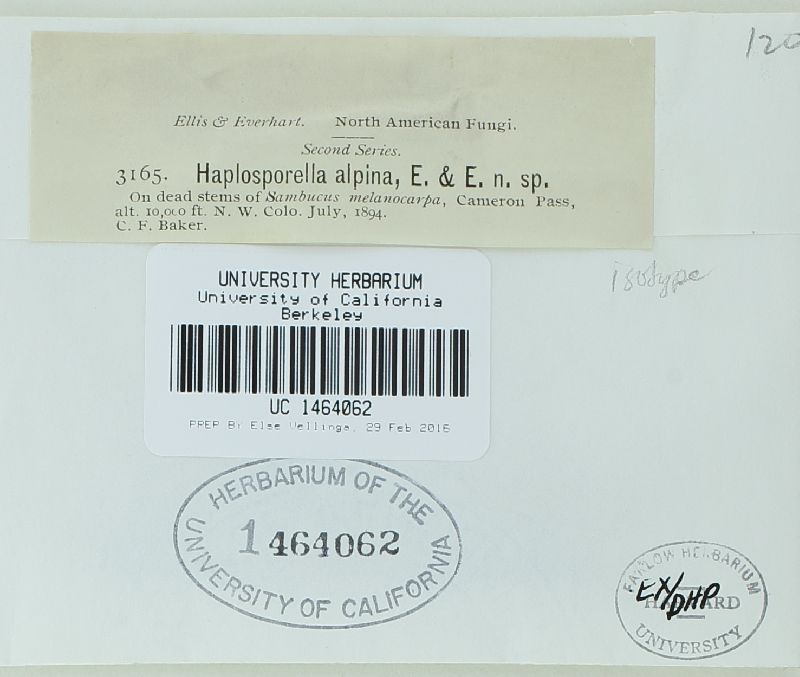 120
Ellis & Everhart. North American Fungi.
Second Series.
3165. Haplosporella alpina, E. & E. n. sp.
On dead stems of Sambucus melanocarpa, Cameron Pass,
alt. 10,000 ft. N. W. Colo. July, 1894.
C. F. Baker.
Isotype
UNIVERSITY HERBARIUM
University of California
Berkeley
UC 1464062
PREP BY Else Vellinga, 29 Feb 2016
HERBARIUM OF THE
1464062
UNIVERSITY OF CALIFORNIA
FARLOW HERBARIUM
HARVARD
EX/DHP
UNIVERSITY